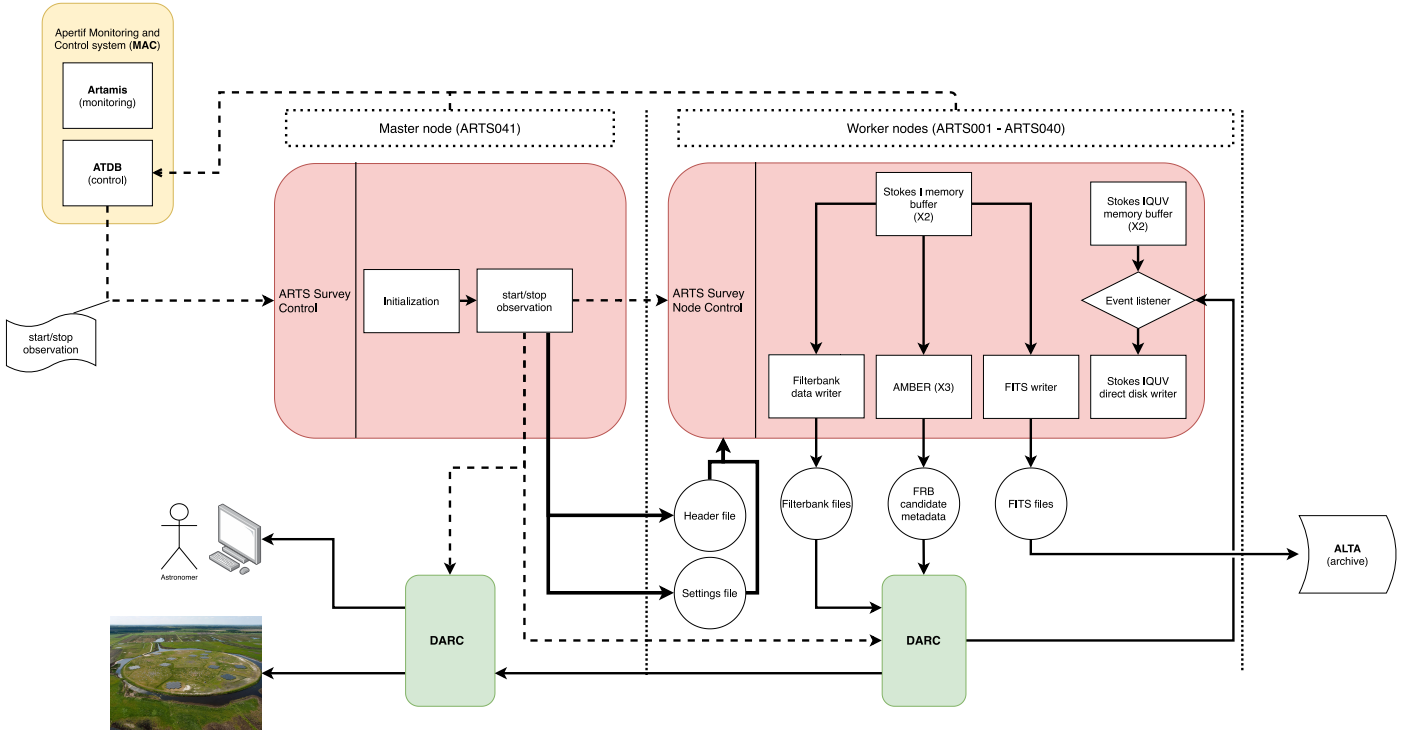 Apertif Monitoring and
Control system (MAC)
Artamis
(monitoring)
ATDB
(control)
start/stop
observation
Master node (ARTS041)
ARTS Survey
Control
Initialization
start/stop
observation
Worker nodes (ARTS001 - ARTS040)
ARTS Survey
Node Control
Stokes I memory
buffer
(X2)
Stokes IQUV
memory buffer
(X2)
Event listener
Filterbank
data writer
AMBER (X3)
FITS writer
Stokes IQUV
direct disk writer
Header file
Settings file
Filterbank files
FRB
candidate
metadata
FITS files
ALTA
(archive)
Astronomer
DARC
DARC